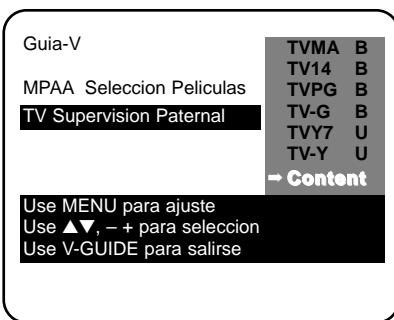 Guia-V
MPAA Seleccion Peliculas
TV Supervision Paternal
TVMA B
TV14 B
TVPG B
TV-G B
TVY7 U
TV-Y U
➡ Content
Use MENU para ajuste
Use ▲▼, – + para seleccion
Use V-GUIDE para salirse